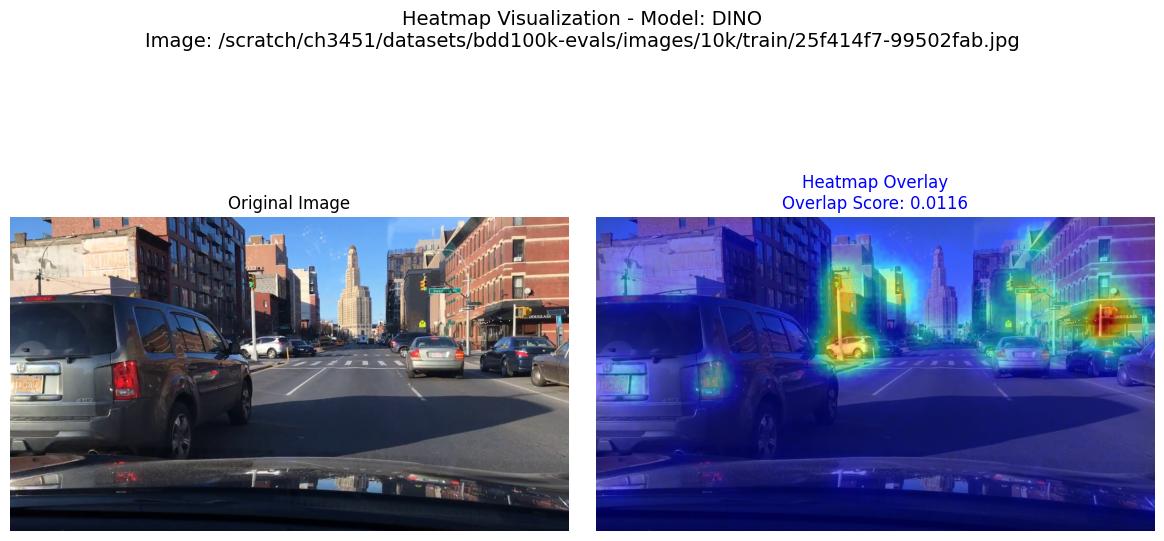 Heatmap Visualization - Model: DINO
Image: /scratch/ch3451/datasets/bdd100k-evals/images/10k/train/25f414f7-99502fab.jpg
Original Image
Heatmap Overlay
Overlap Score: 0.0116